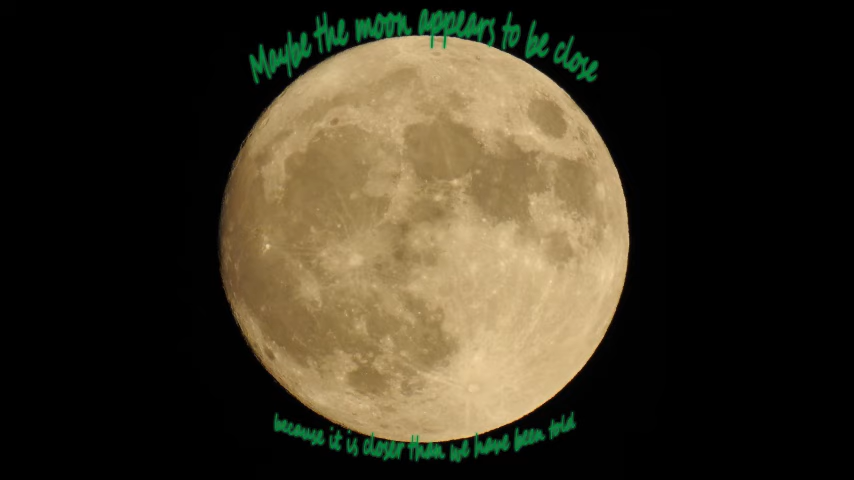 Maybe the moon appears to be close
because it is closer than we have been told